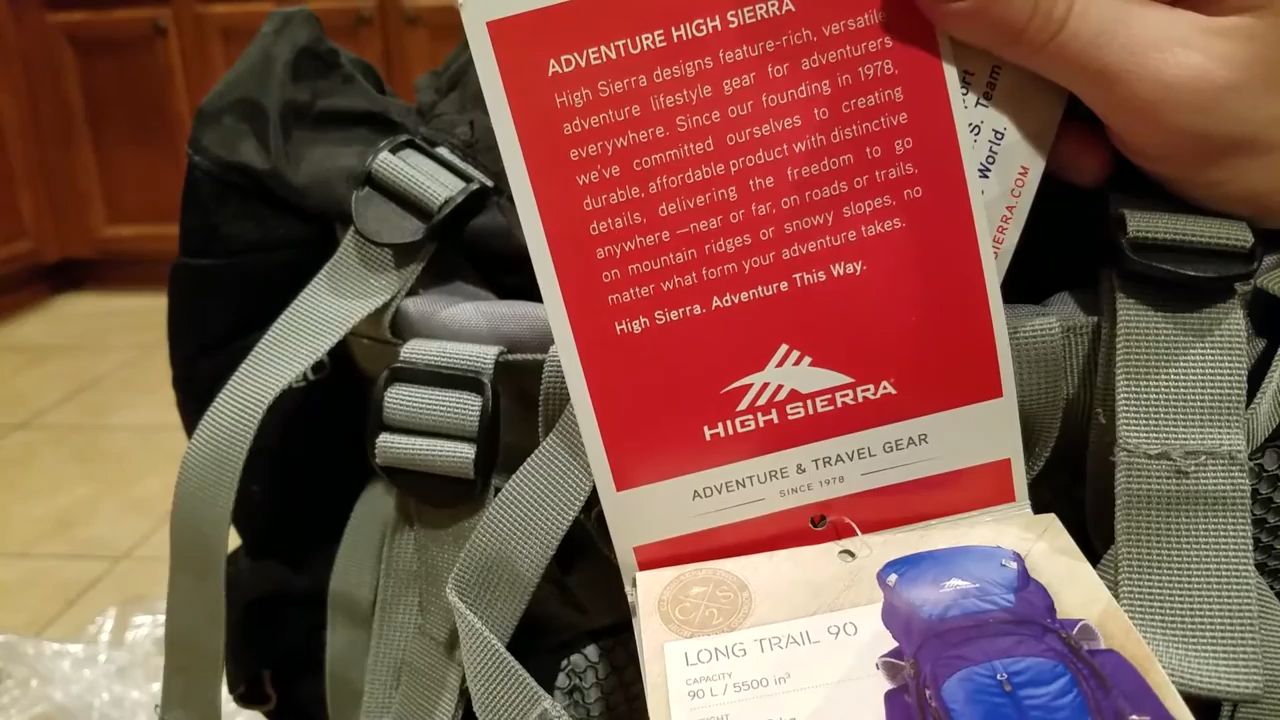 ADVENTURE HIGH SIERRA
High Sierra designs feature-rich, versatile
adventure lifestyle gear for adventurers
everywhere. Since our founding in 1978,
we've committed ourselves to creating
durable, affordable product with distinctive
details, delivering the freedom to go
anywhere —near or far, on roads or trails,
on mountain ridges or snowy slopes, no
matter what form your adventure takes.
High Sierra. Adventure This Way.
HIGH SIERRA®
ADVENTURE & TRAVEL GEAR
SINCE 1978
Team
World.
SIERRA.COM
C S
2
LONG TRAIL 90
CAPACITY
90 L / 5500 in³